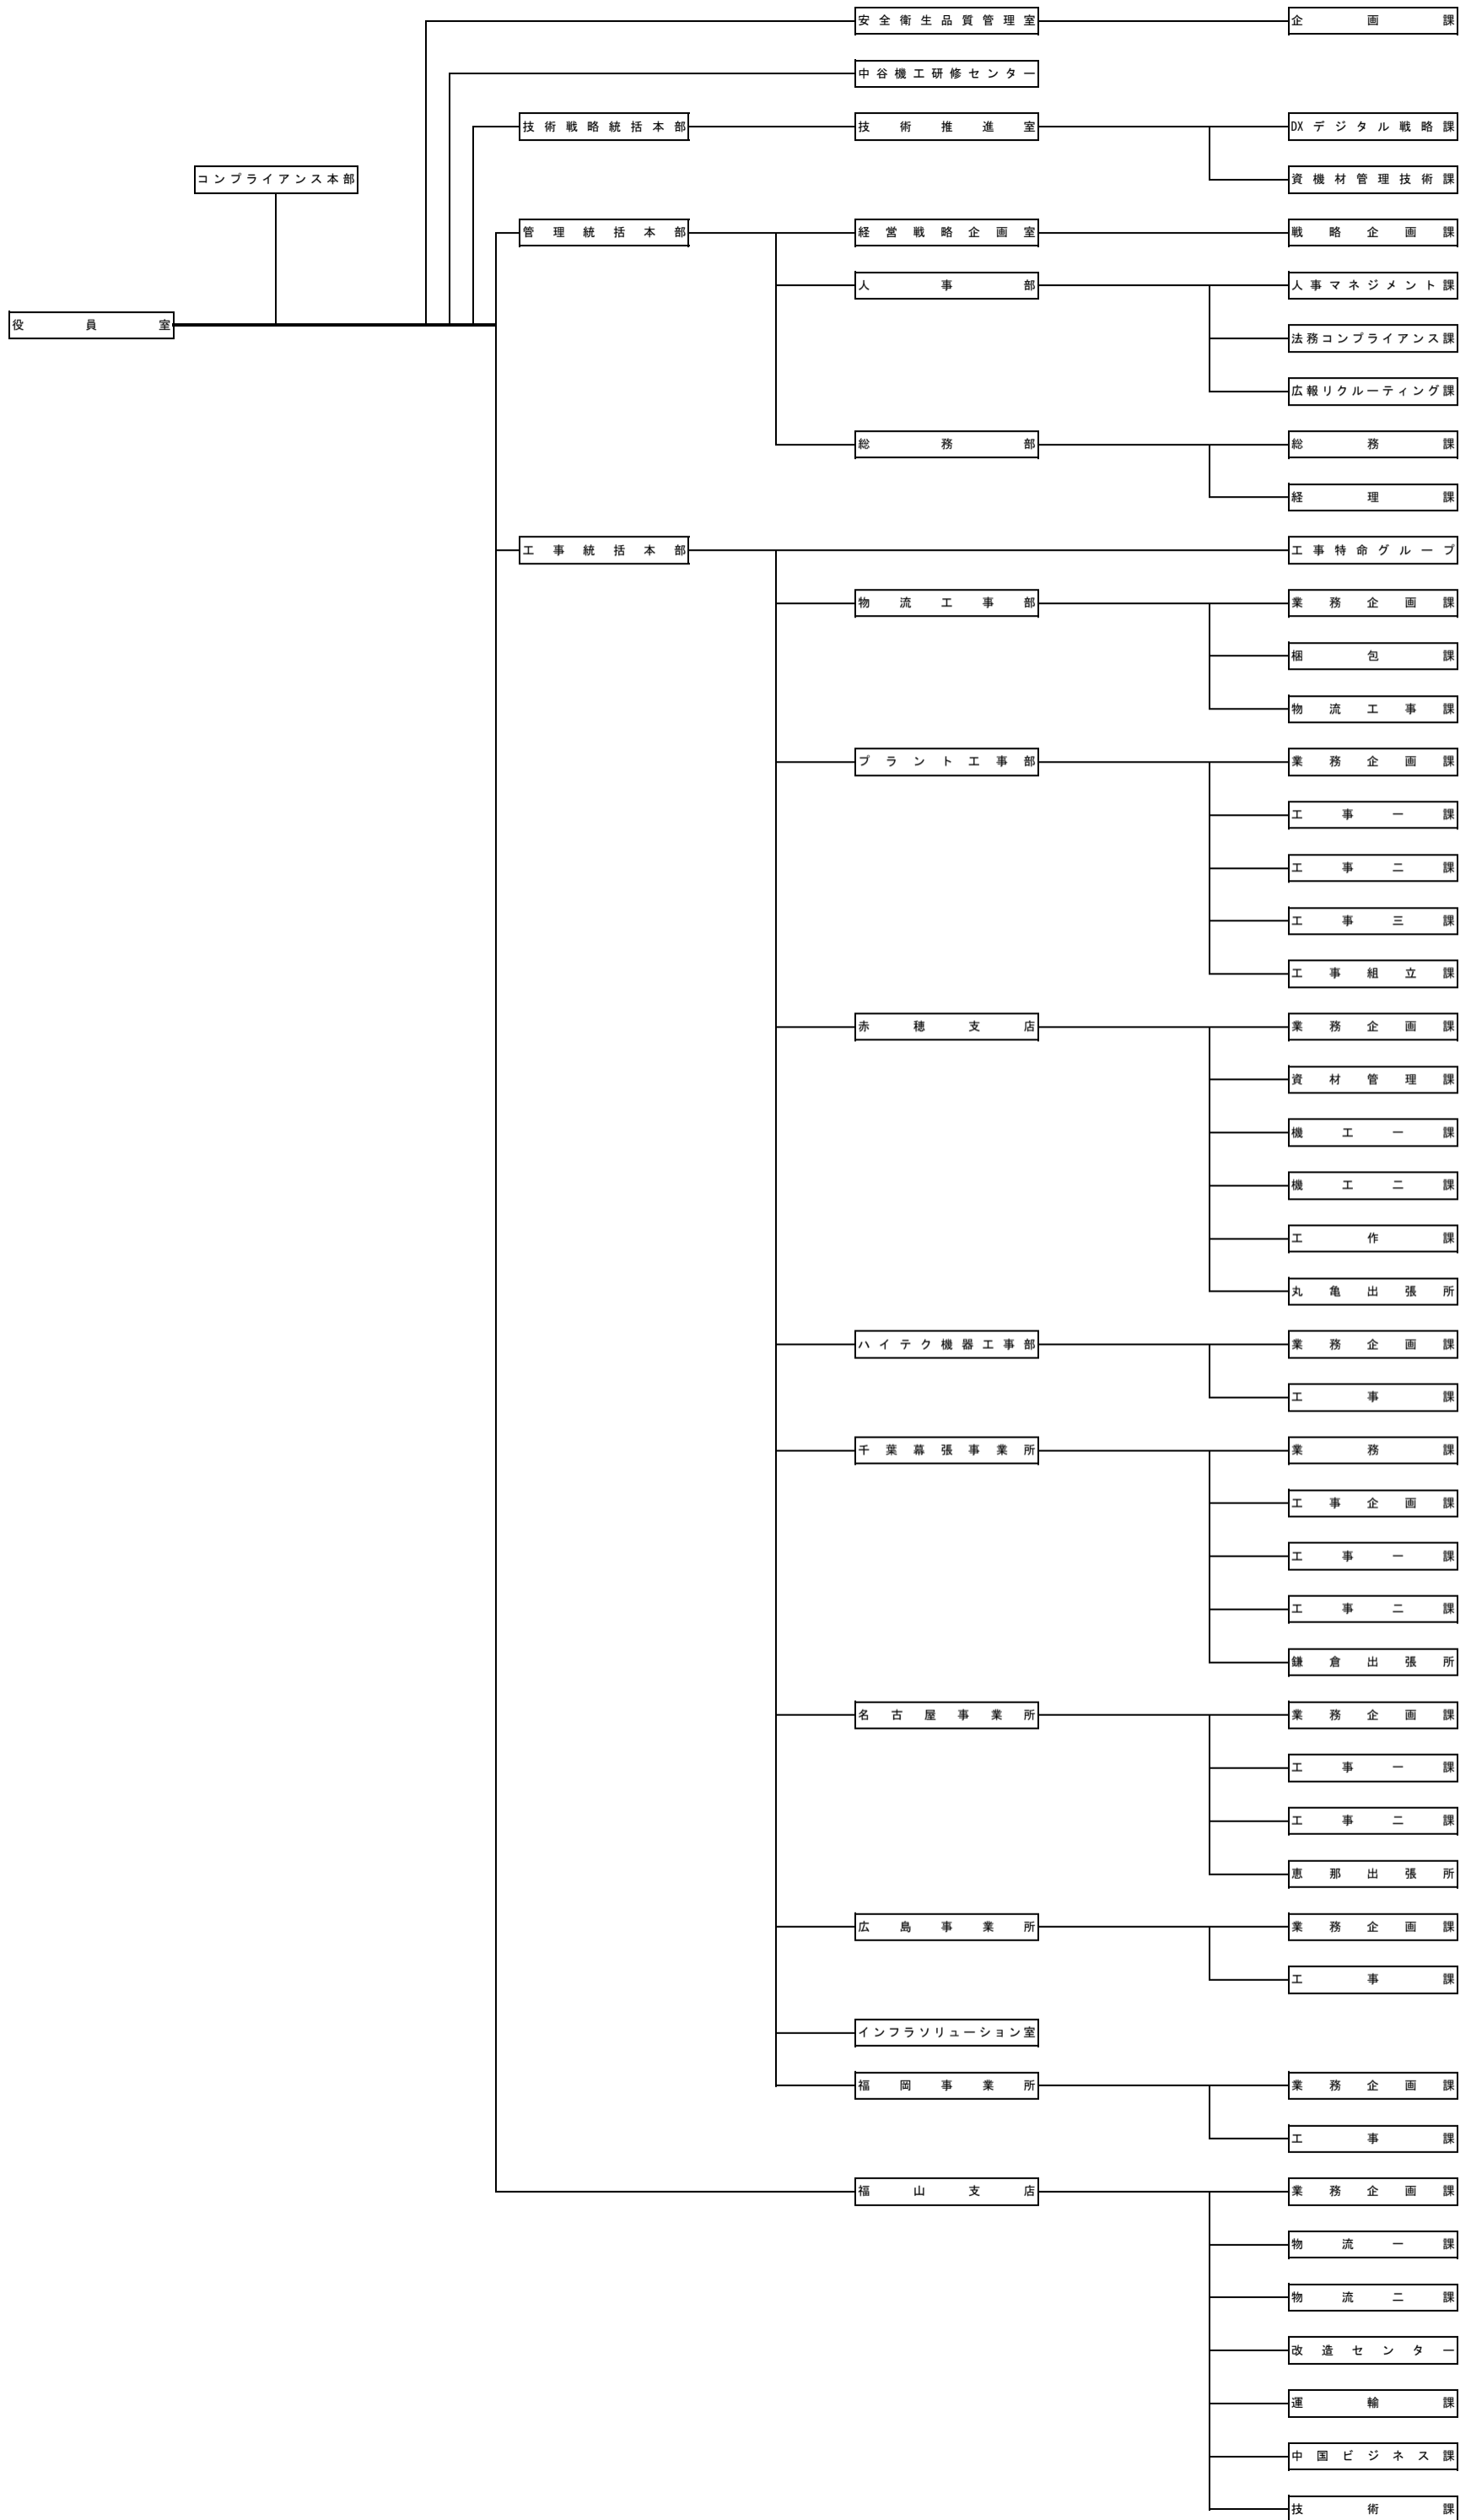 安全衛生品質管理室 企画課
中谷機工研修センター
技術戦略統括本部 技術推進室 DXデジタル戦略課
コンプライアンス本部 資機材管理技術課
管理統括本部 経営戦略企画室 戦略企画課
人事部 人事マネジメント課
役員室 法務コンプライアンス課
広報リクルーティング課
総務部 総務課
経理課
工事統括本部 工事特命グループ
物流工事部 業務企画課
梱包課
物流工事課
プラント工事部 業務企画課
工事一課
工事二課
工事三課
工事組立課
赤穂支店 業務企画課
資材管理課
機工一課
機工二課
工作課
丸亀出張所
ハイテク機器工事部 業務企画課
工事課
千葉幕張事業所 業務課
工事企画課
工事一課
工事二課
鎌倉出張所
名古屋事業所 業務企画課
工事一課
工事二課
恵那出張所
広島事業所 業務企画課
工事課
インフラソリューション室
福岡事業所 業務企画課
工事課
福山支店 業務企画課
物流一課
物流二課
改造センター
運輸課
中国ビジネス課
技術課